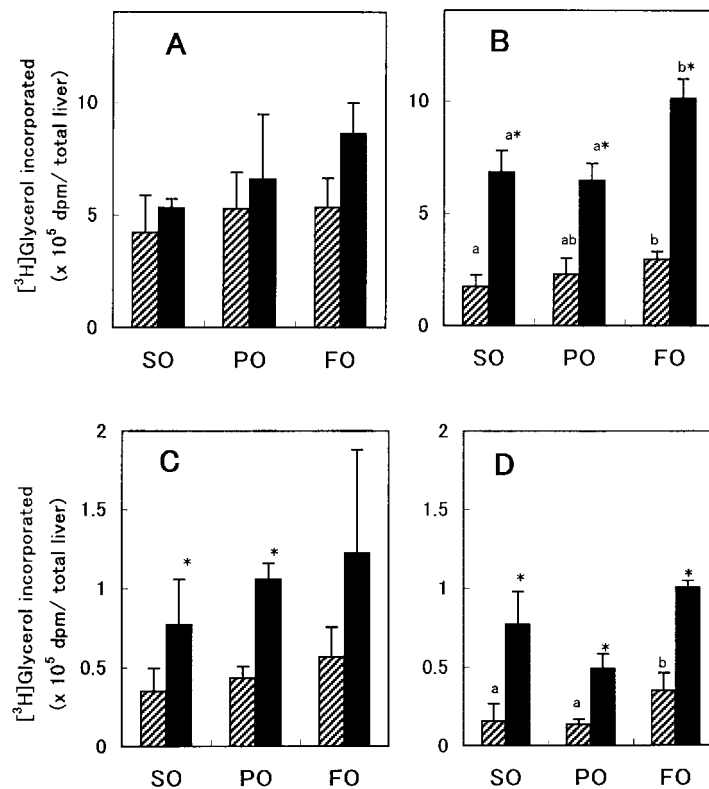 A
B
[³H]Glycerol incorporated
(x 10⁵ dpm/ total liver)
10
5
0
SO PO FO
10
5
0
a
a*
ab
a*
b
b*
SO PO FO
C
D
[³H]Glycerol incorporated
(x 10⁵ dpm/ total liver)
2
1.5
1
0.5
0
*
*
SO PO FO
2
1.5
1
0.5
0
a
*
a
*
b
*
SO PO FO